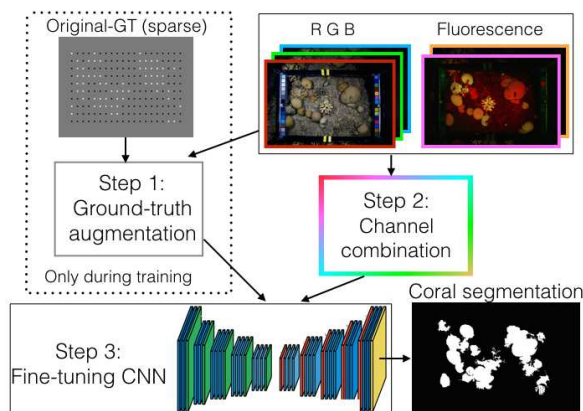 Original-GT (sparse)
R G B
Fluorescence
Step 1:
Ground-truth
augmentation
Only during training
Step 2:
Channel
combination
Coral segmentation
Step 3:
Fine-tuning CNN